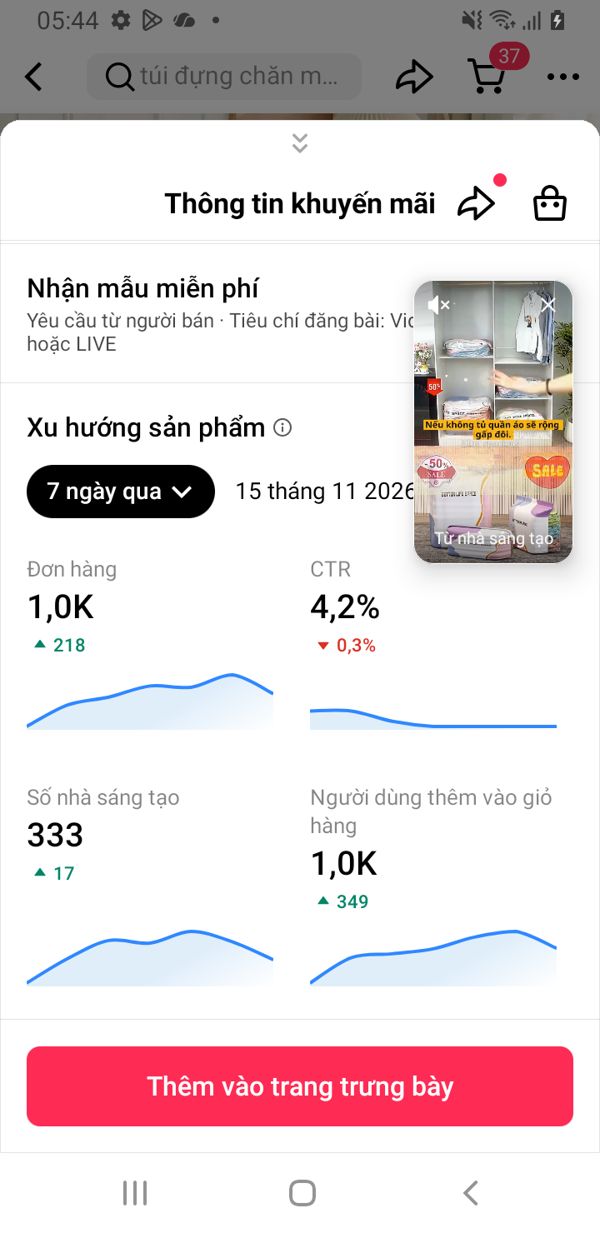 05:44
túi đựng chăn m...
37
Thông tin khuyến mãi
Nhận mẫu miễn phí
Yêu cầu từ người bán · Tiêu chí đăng bài: Vid
hoặc LIVE
50%
Nếu không tủ quần áo sẽ rộng
gấp đôi.
-50%
SALE
SALE
Từ nhà sáng tạo
Xu hướng sản phẩm
7 ngày qua
15 tháng 11 2026
Đơn hàng
1,0K
218
CTR
4,2%
0,3%
Số nhà sáng tạo
333
17
Người dùng thêm vào giỏ
hàng
1,0K
349
Thêm vào trang trưng bày